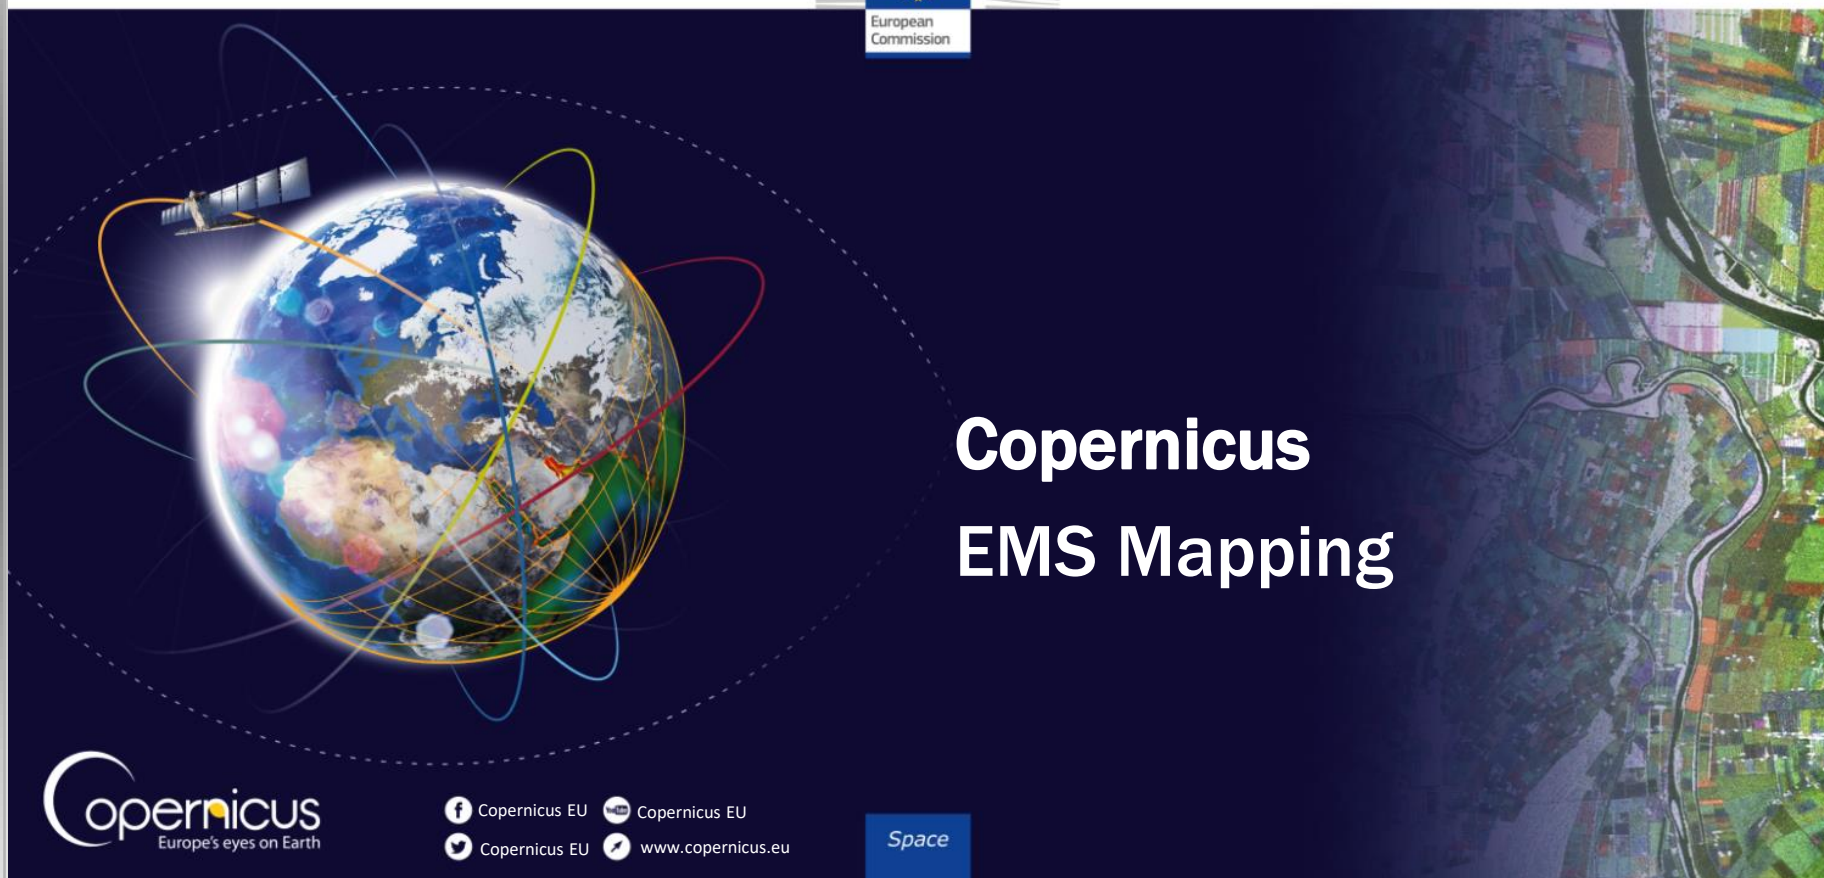 European
Commission
Copernicus
EMS Mapping
Copernicus
Europe's eyes on Earth
Copernicus EU
Copernicus EU
Copernicus EU
www.copernicus.eu
Space